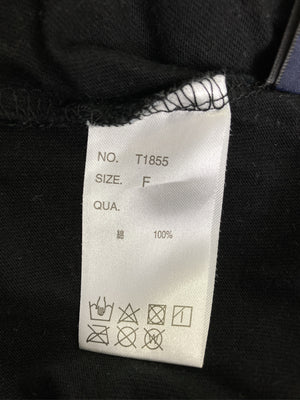 NO. T1855
SIZE. F
QUA.
綿 100%